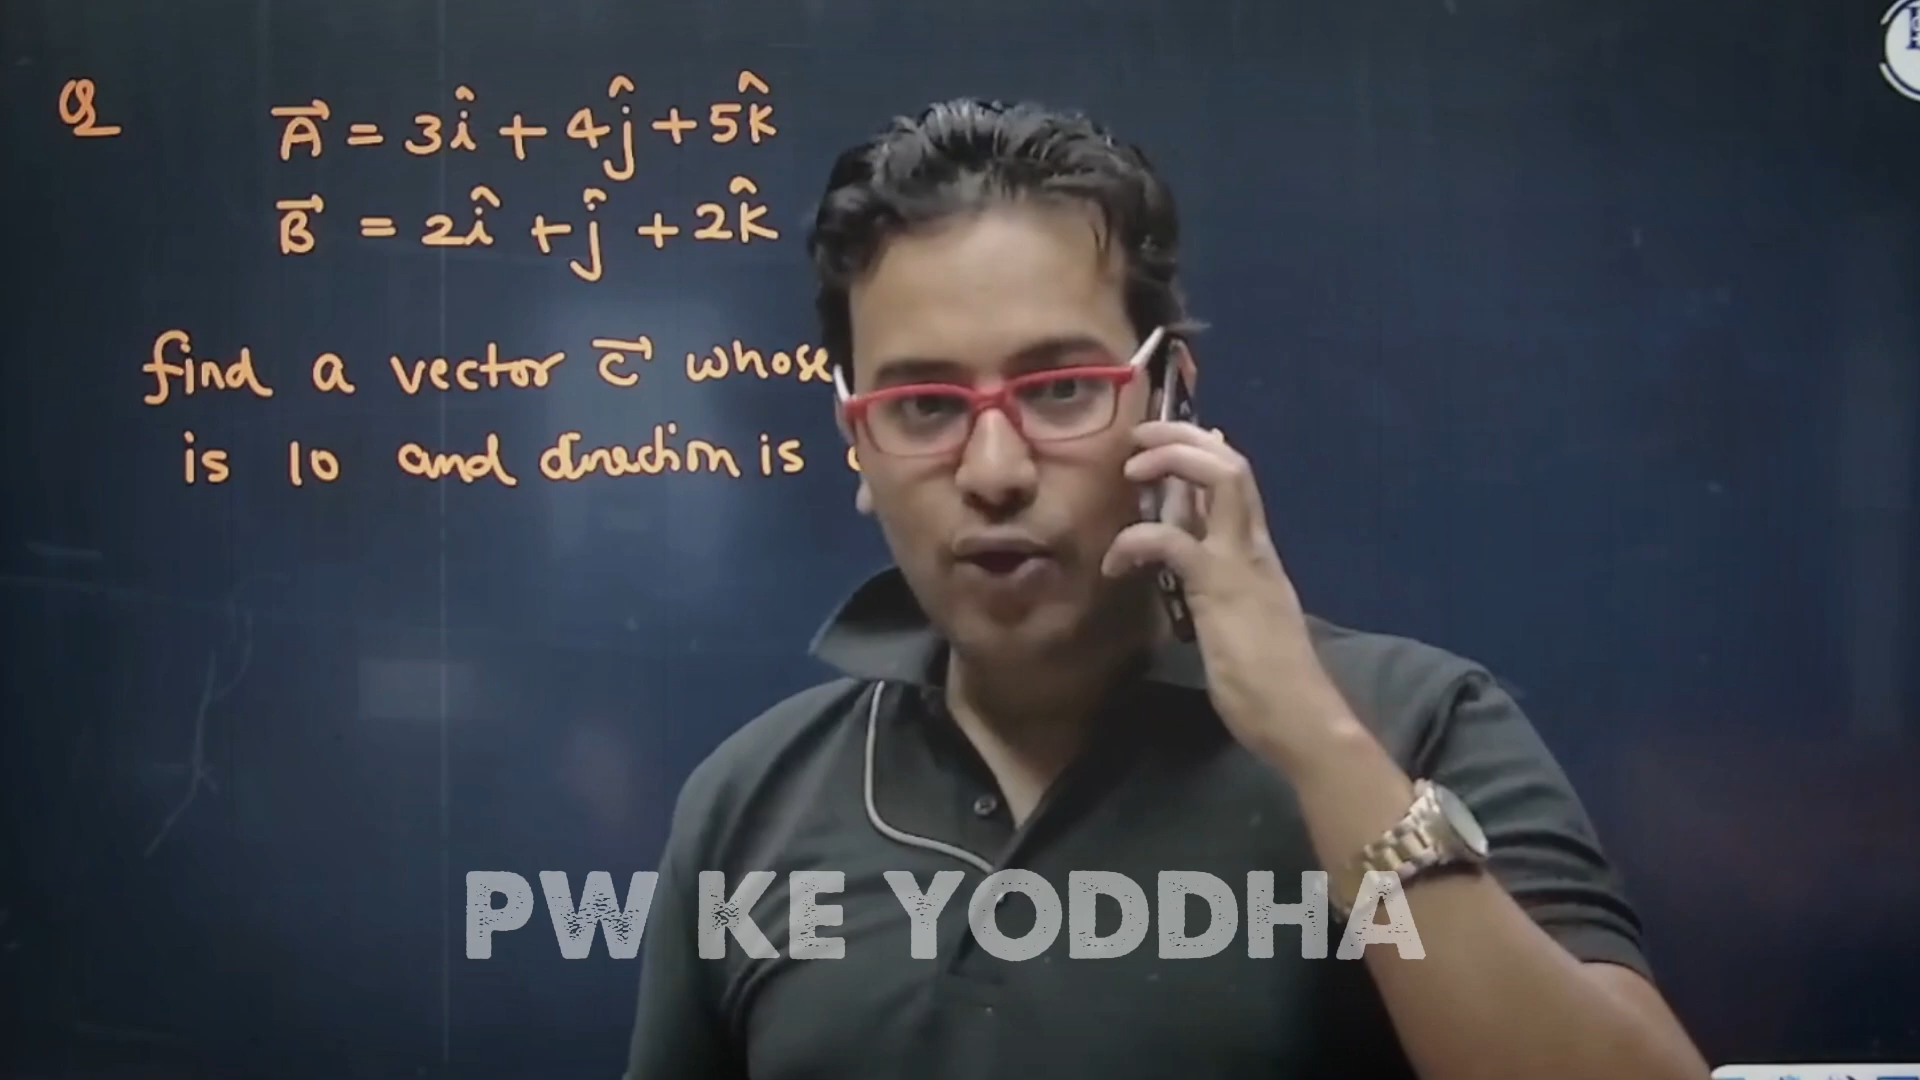 Q A⃗ = 3î + 4ĵ + 5k̂
B⃗ = 2î + ĵ + 2k̂
find a vector C⃗ whose
is 10 and direction is
PW KE YODDHA